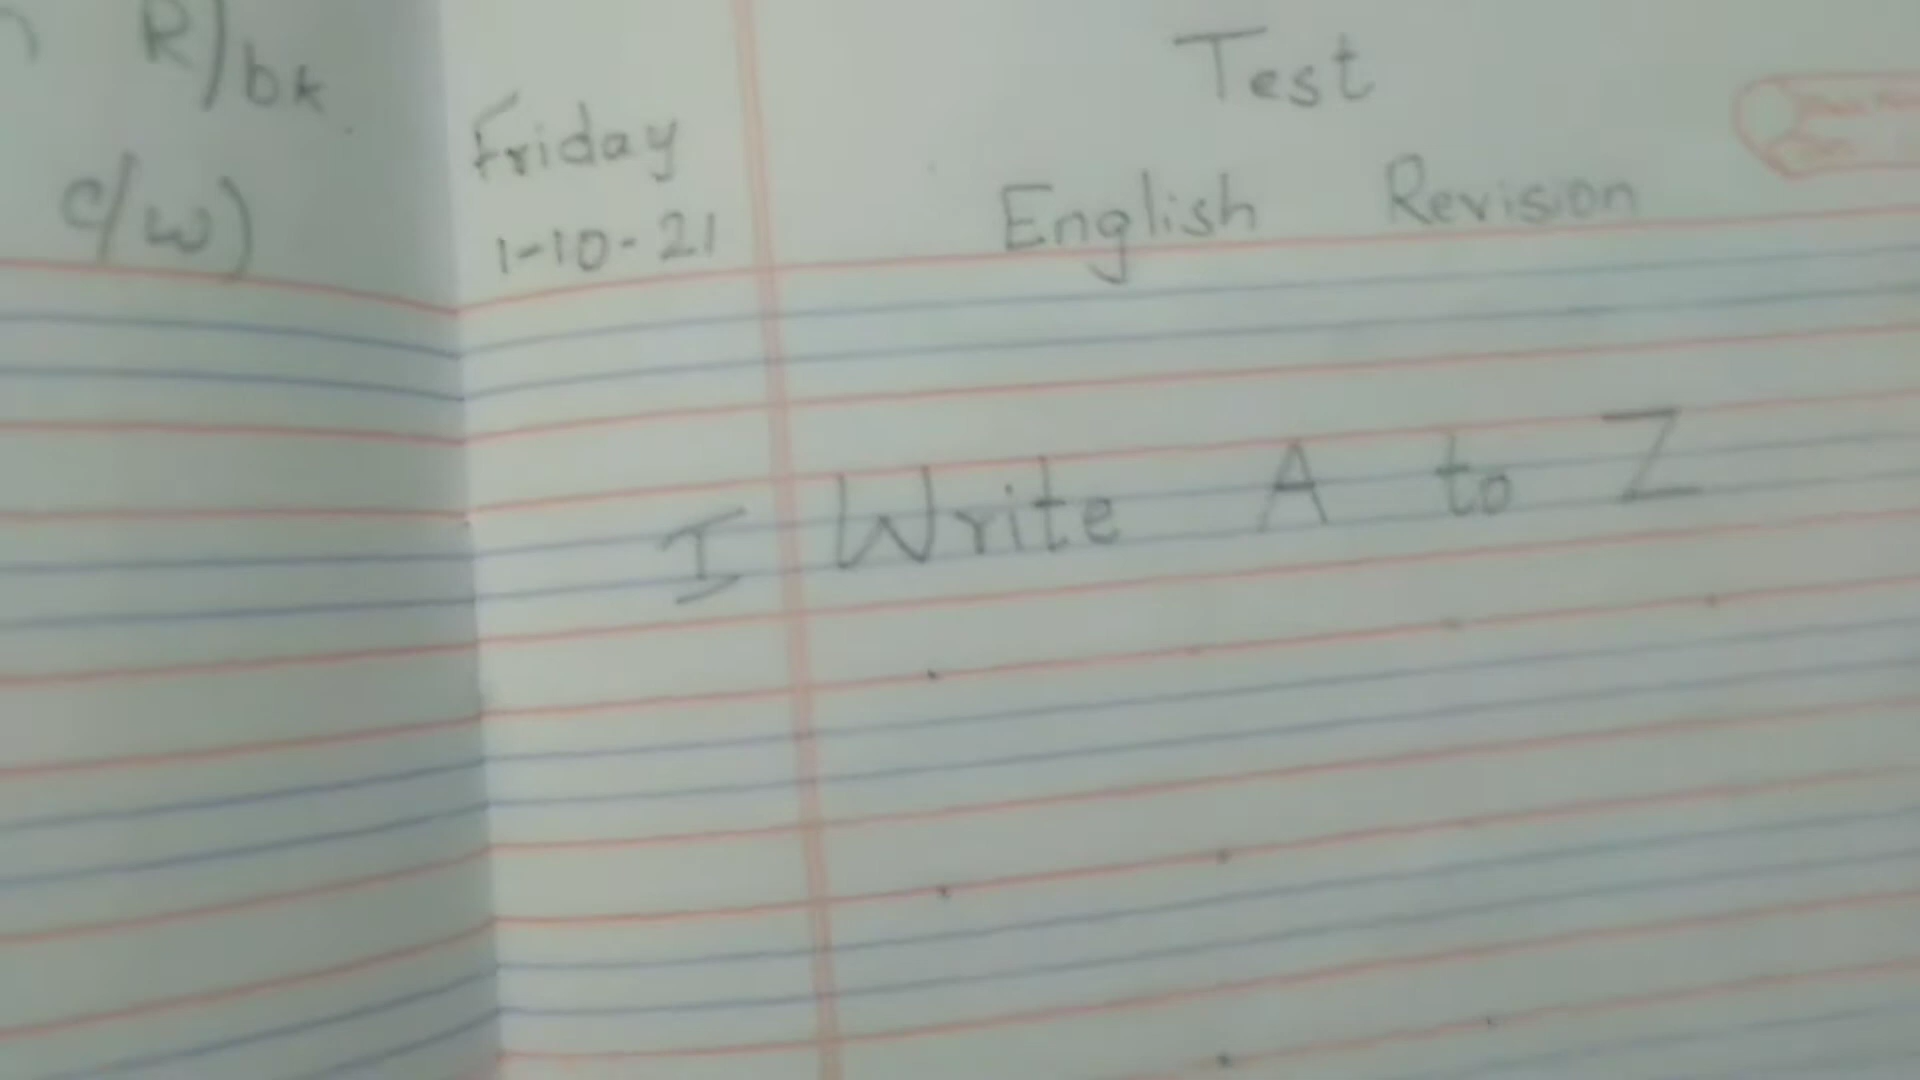 R/bk
c/w)
Friday
1-10-21
Test
English Revision
I Write A to Z